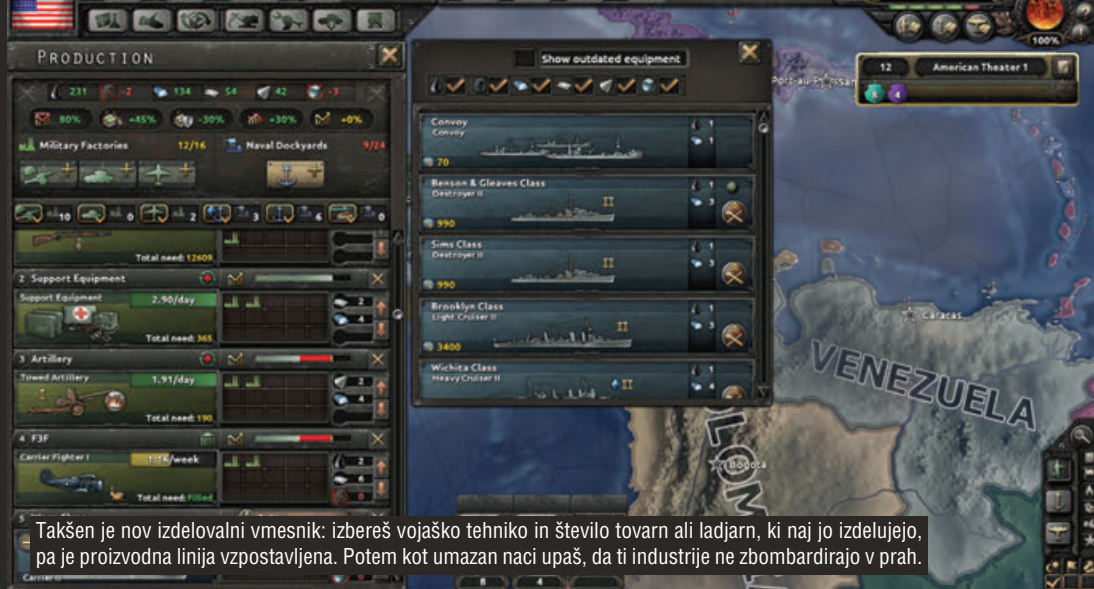 PRODUCTION
231 -2 134 54 42 -3
80% +45% -30% +30% +0%
Military Factories 12/16 Naval Dockyards 9/24
10 0 2 3 6 0
Total need: 12609
2 Support Equipment
Support Equipment 2.90/day 2
4
Total need: 365
3 Artillery
Towed Artillery 1.91/day 2
4
Total need: 190
4 F3F
Carrier Fighter I 1.16/week 2
6
Total need: Filled 0
5
Show outdated equipment
Convoy
Convoy
1
1
70
Benson & Gleaves Class
Destroyer II
II
1
3
990
Sims Class
Destroyer II
II
1
3
990
Brooklyn Class
Light Cruiser II
II
1
3
3400
Wichita Class
Heavy Cruiser II
II
1
4
100%
12 American Theater 1
8 4
Caracas
VENEZUELA
Bogota
Takšen je nov izdelovalni vmesnik: izbereš vojaško tehniko in število tovarn ali ladjarn, ki naj jo izdelujejo,
pa je proizvodna linija vzpostavljena. Potem kot umazan naci upaš, da ti industrije ne zbombardirajo v prah.
6 4